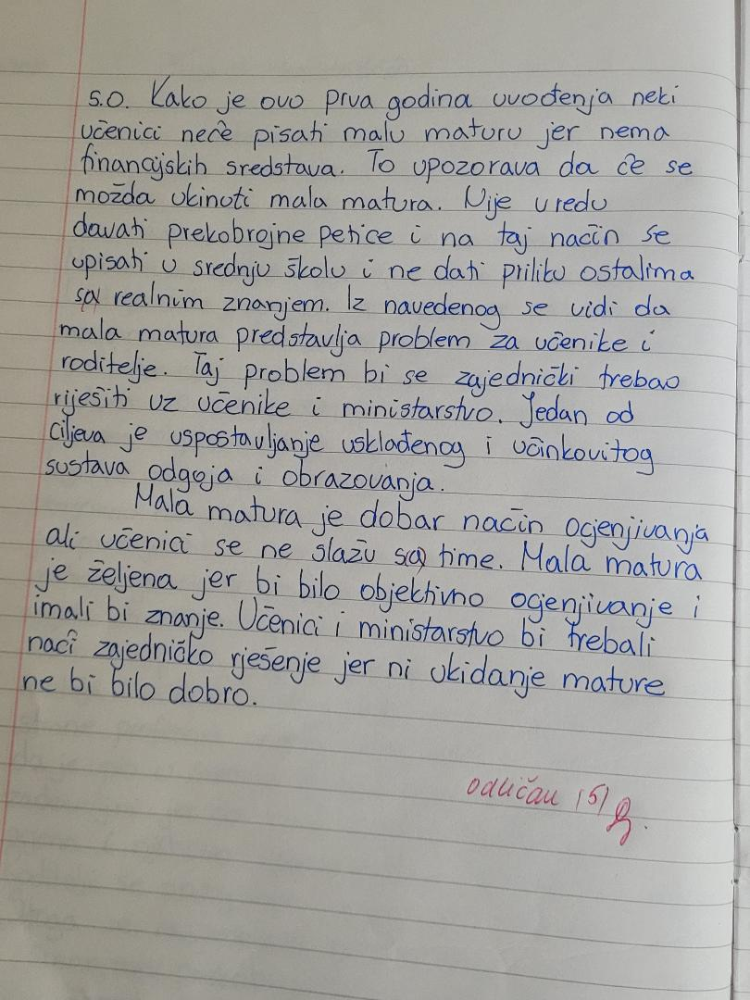 5.0. Kako je ovo prva godina uvođenja neki
učenici neće pisati malu maturu jer nema
financijskih sredstava. To upozorava da će se
možda ukinuti mala matura. Nije u redu
davati prekobrojne petice i na taj način se
upisati u srednju školu i ne dati priliku ostalima
sa realnim znanjem. Iz navedenog se vidi da
mala matura predstavlja problem za učenike i
roditelje. Taj problem bi se zajednički trebao
riješiti uz učenike i ministarstvo. Jedan od
ciljeva je uspostavljanje usklađenog i učinkovitog
sustava odgoja i obrazovanja.
Mala matura je dobar način ocjenjivanja
ali učenici se ne slažu sa time. Mala matura
je željena jer bi bilo objektivno ocjenjivanje i
imali bi znanje. Učenici i ministarstvo bi trebali
naći zajedničko rješenje jer ni ukidanje mature
ne bi bilo dobro.
odličan (5)